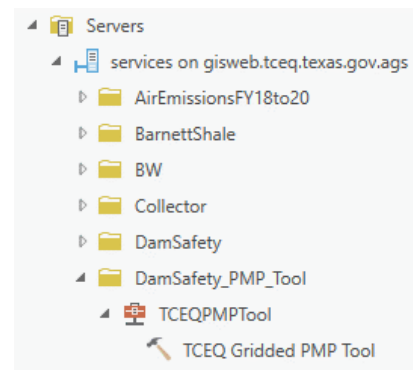 Servers
services on gisweb.tceq.texas.gov.ags
AirEmissionsFY18to20
BarnettShale
BW
Collector
DamSafety
DamSafety_PMP_Tool
TCEQPMPTool
TCEQ Gridded PMP Tool